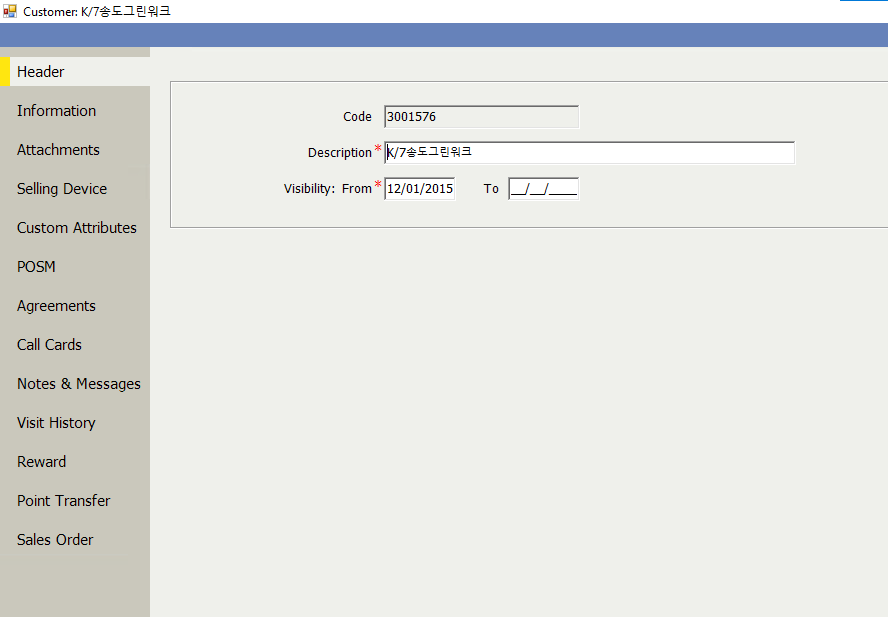 Customer: K/7송도그린워크
Header
Information
Attachments
Selling Device
Custom Attributes
POSM
Agreements
Call Cards
Notes & Messages
Visit History
Reward
Point Transfer
Sales Order
Code 3001576
Description * K/7송도그린워크
Visibility: From * 12/01/2015 To __/__/____